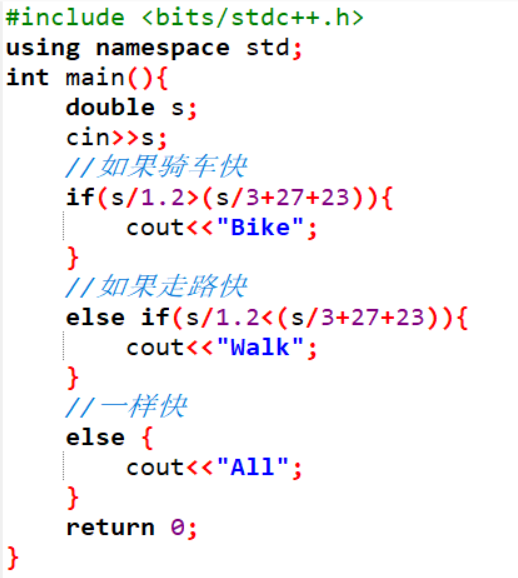 #include <bits/stdc++.h>
using namespace std;
int main(){
    double s;
    cin>>s;
    //如果骑车快
    if(s/1.2>(s/3+27+23)){
        cout<<"Bike";
    }
    //如果走路快
    else if(s/1.2<(s/3+27+23)){
        cout<<"Walk";
    }
    //一样快
    else {
        cout<<"All";
    }
    return 0;
}